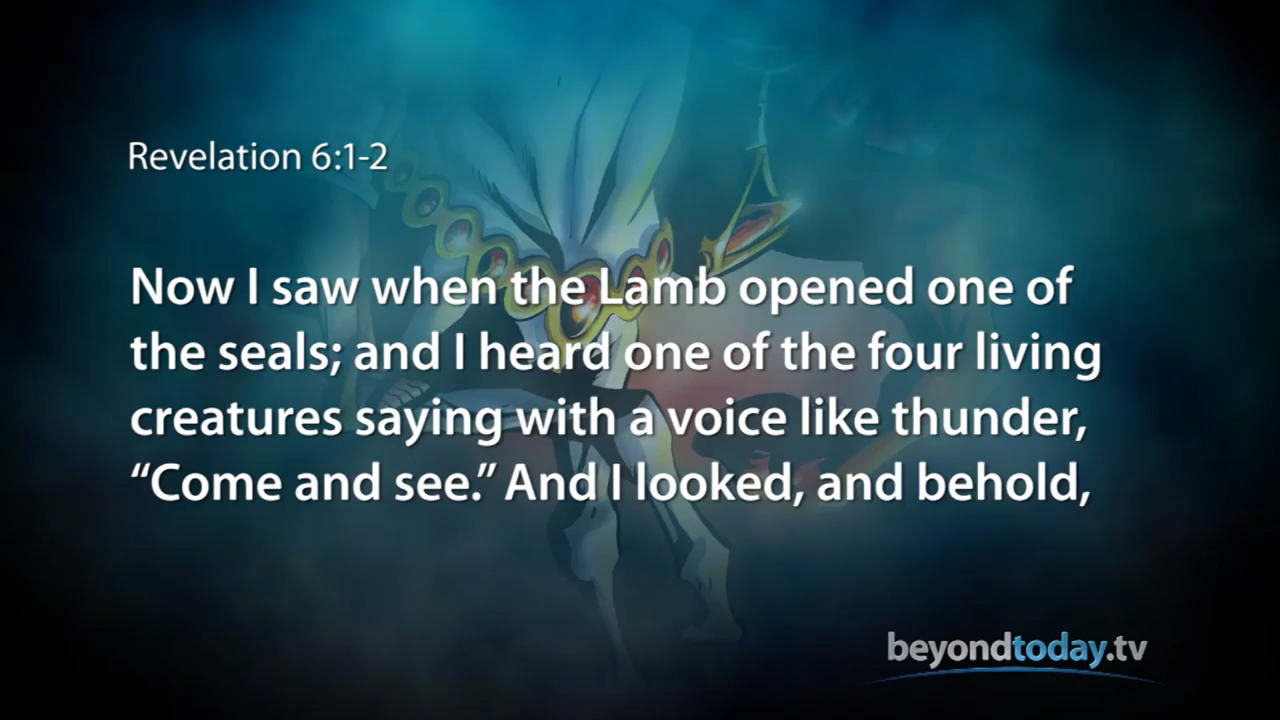 Revelation 6:1-2
Now I saw when the Lamb opened one of
the seals; and I heard one of the four living
creatures saying with a voice like thunder,
“Come and see.” And I looked, and behold,
beyondtoday.tv